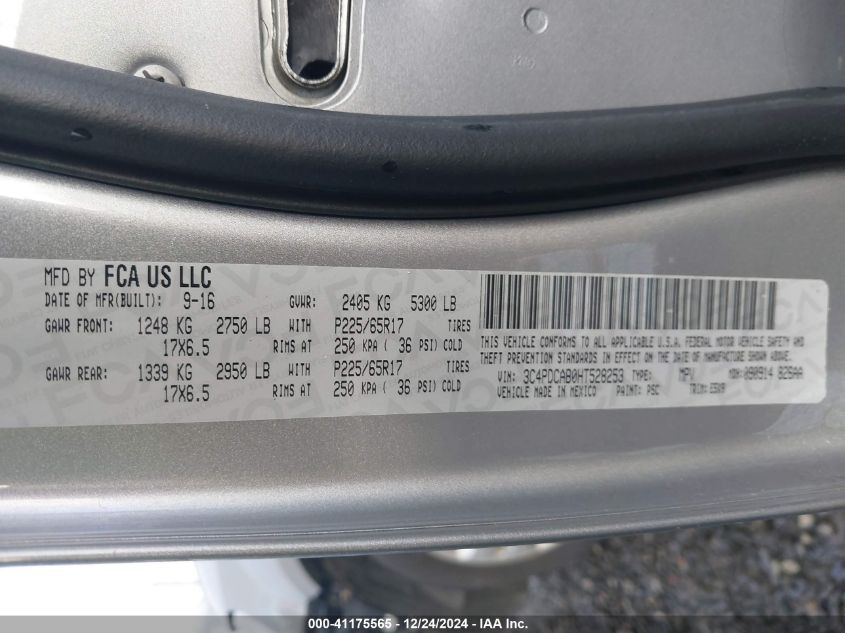 MFD BY FCA US LLC
DATE OF MFR(BUILT): 9-16 GVWR: 2405 KG 5300 LB
GAWR FRONT: 1248 KG 2750 LB WITH P225/65R17 TIRES
17X6.5 RIMS AT 250 KPA ( 36 PSI) COLD
GAWR REAR: 1339 KG 2950 LB WITH P225/65R17 TIRES
17X6.5 RIMS AT 250 KPA ( 36 PSI) COLD
THIS VEHICLE CONFORMS TO ALL APPLICABLE U.S.A. FEDERAL MOTOR VEHICLE SAFETY AND
THEFT PREVENTION STANDARDS IN EFFECT ON THE DATE OF MANUFACTURE SHOWN ABOVE.
VIN: 3C4PDCAB0HT528253 TYPE: MPV MDH: 090914 829AA
VEHICLE MADE IN MEXICO PAINT: PSC TRIM:
000-41175565 - 12/24/2024 - IAA Inc.